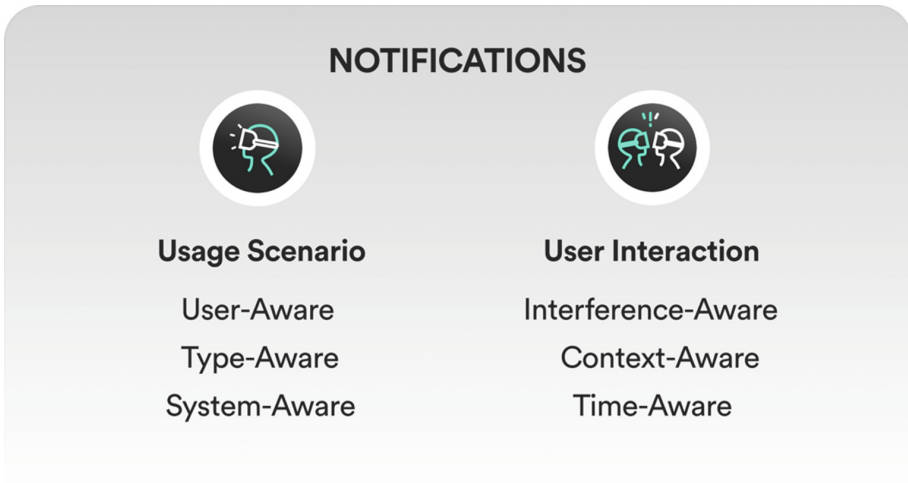 NOTIFICATIONS
Usage Scenario
User-Aware
Type-Aware
System-Aware
User Interaction
Interference-Aware
Context-Aware
Time-Aware